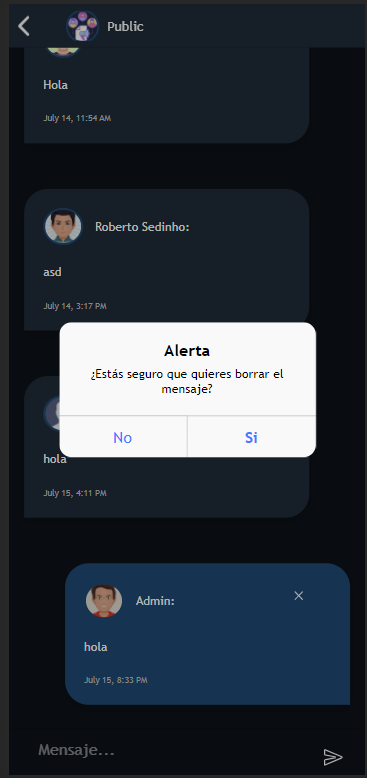 Public
Hola
July 14, 11:54 AM
Roberto Sedinho:
asd
July 14, 3:17 PM
Alerta
¿Estás seguro que quieres borrar el
mensaje?
No
Si
hola
July 15, 4:11 PM
Admin:
hola
July 15, 8:33 PM
Mensaje...